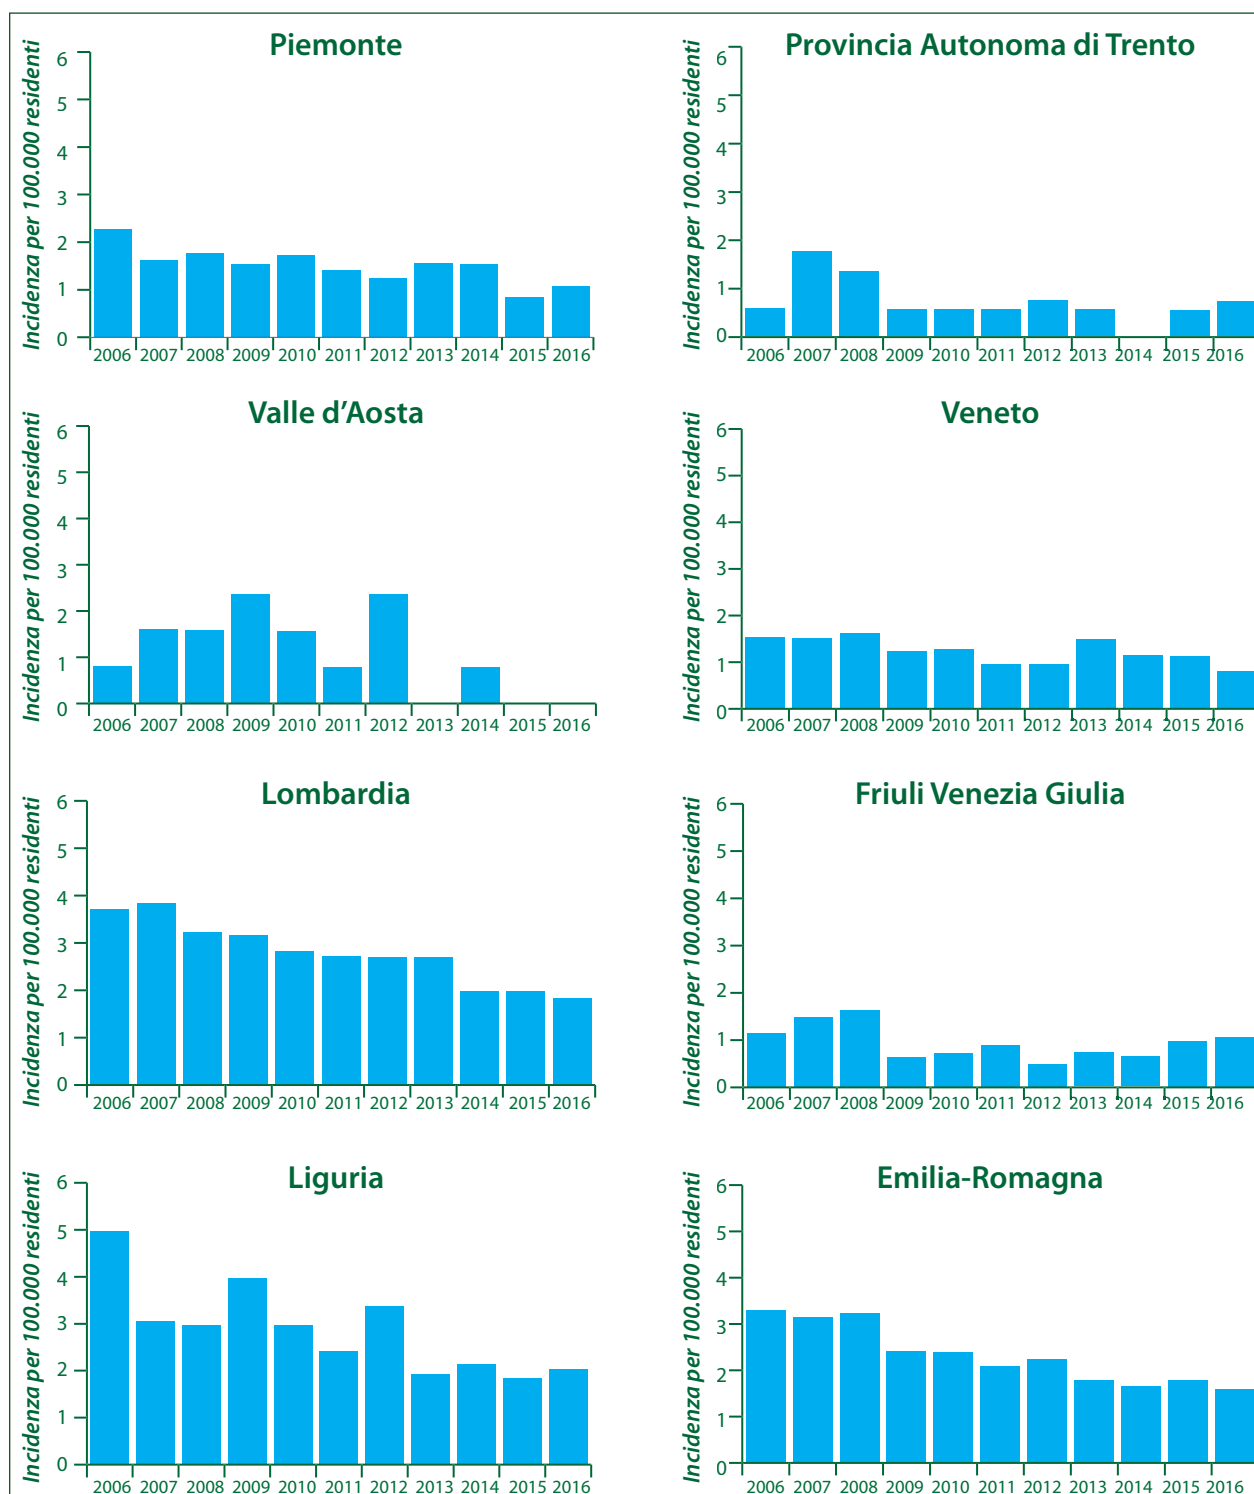 Piemonte
Incidenza per 100.000 residenti
6
5
4
3
2
1
0
2006 2007 2008 2009 2010 2011 2012 2013 2014 2015 2016
Provincia Autonoma di Trento
Incidenza per 100.000 residenti
6
5
4
3
2
1
0
2006 2007 2008 2009 2010 2011 2012 2013 2014 2015 2016
Valle d'Aosta
Incidenza per 100.000 residenti
6
5
4
3
2
1
0
2006 2007 2008 2009 2010 2011 2012 2013 2014 2015 2016
Veneto
Incidenza per 100.000 residenti
6
5
4
3
2
1
0
2006 2007 2008 2009 2010 2011 2012 2013 2014 2015 2016
Lombardia
Incidenza per 100.000 residenti
6
5
4
3
2
1
0
2006 2007 2008 2009 2010 2011 2012 2013 2014 2015 2016
Friuli Venezia Giulia
Incidenza per 100.000 residenti
6
5
4
3
2
1
0
2006 2007 2008 2009 2010 2011 2012 2013 2014 2015 2016
Liguria
Incidenza per 100.000 residenti
6
5
4
3
2
1
0
2006 2007 2008 2009 2010 2011 2012 2013 2014 2015 2016
Emilia-Romagna
Incidenza per 100.000 residenti
6
5
4
3
2
1
0
2006 2007 2008 2009 2010 2011 2012 2013 2014 2015 2016